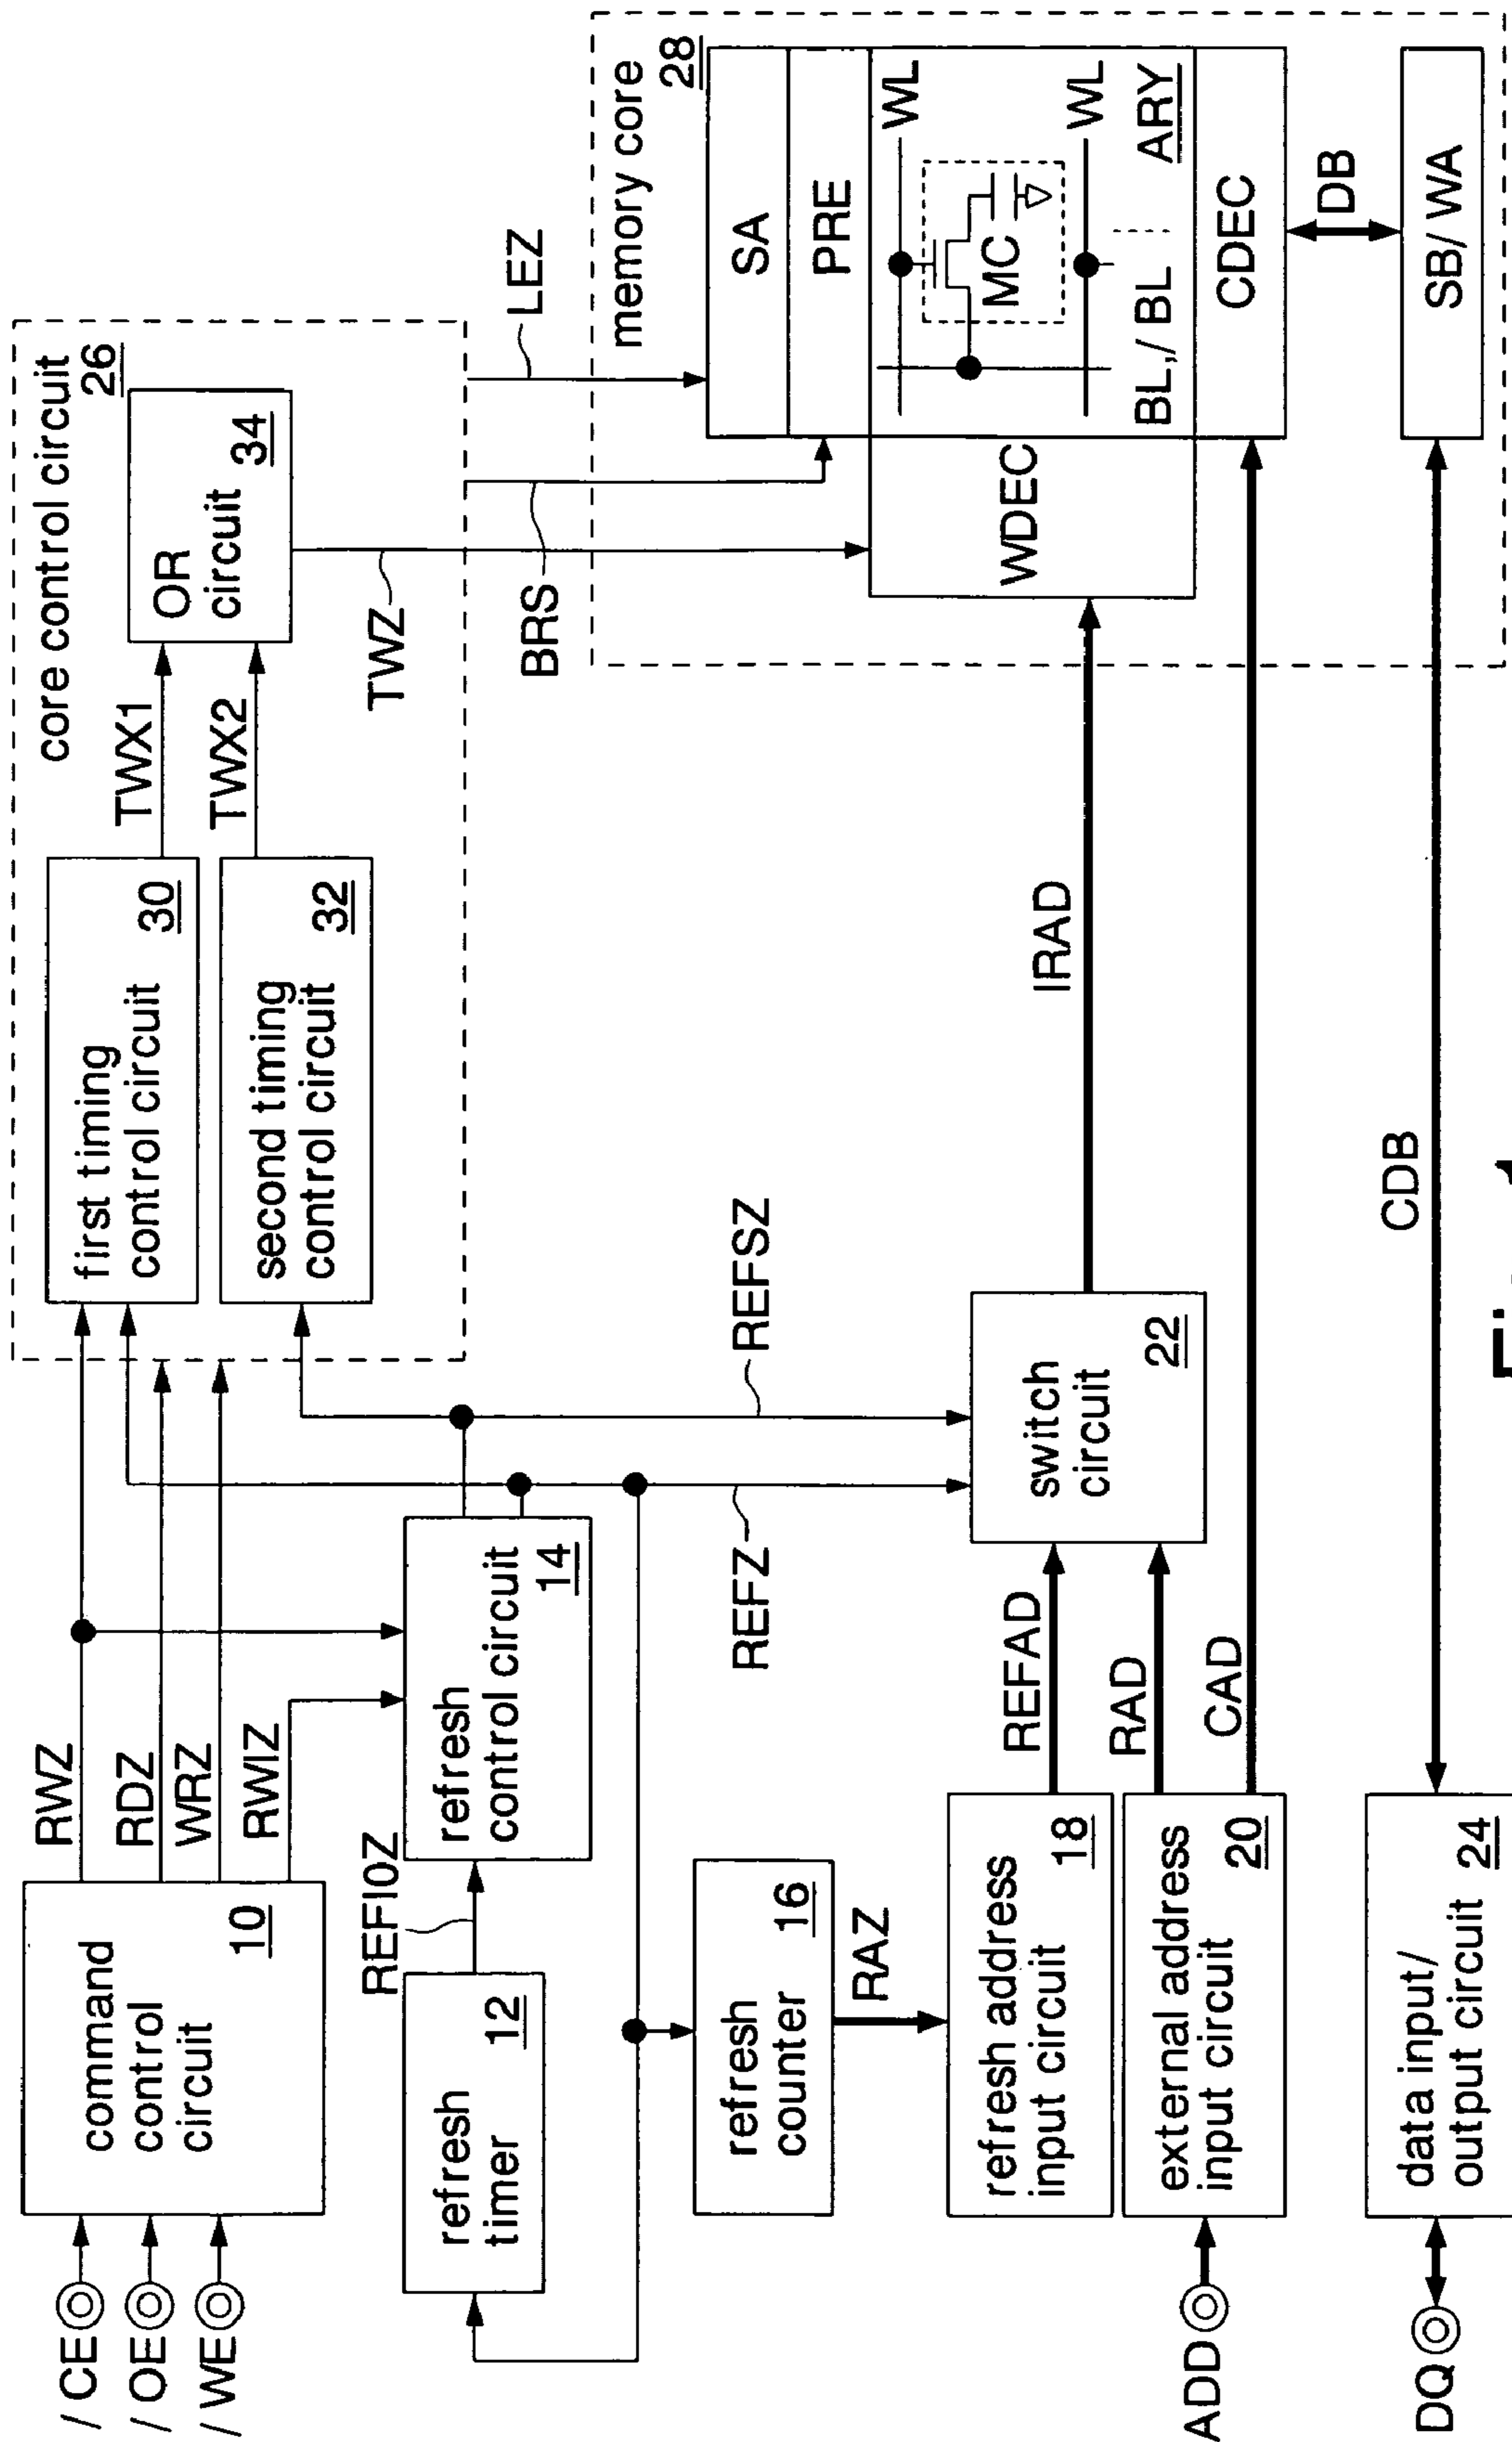 / CE
/ OE
/ WE
command
control
circuit
10
RWZ
RDZ
WRZ
RWIZ
refresh
timer
12
REFI0Z
refresh
control circuit
14
core control circuit
26
first timing
control circuit
30
second timing
control circuit
32
TWX1
TWX2
OR
circuit
34
TWZ
BRS
LEZ
REFZ
REFSZ
refresh
counter
16
RAZ
refresh address
input circuit
18
ADD
external address
input circuit
20
REFAD
RAD
CAD
switch
circuit
22
IRAD
memory core
28
SA
PRE
WDEC
WL
MC
WL
BL,/ BL
ARY
CDEC
DB
SB/ WA
DQ
data input/
output circuit
24
CDB